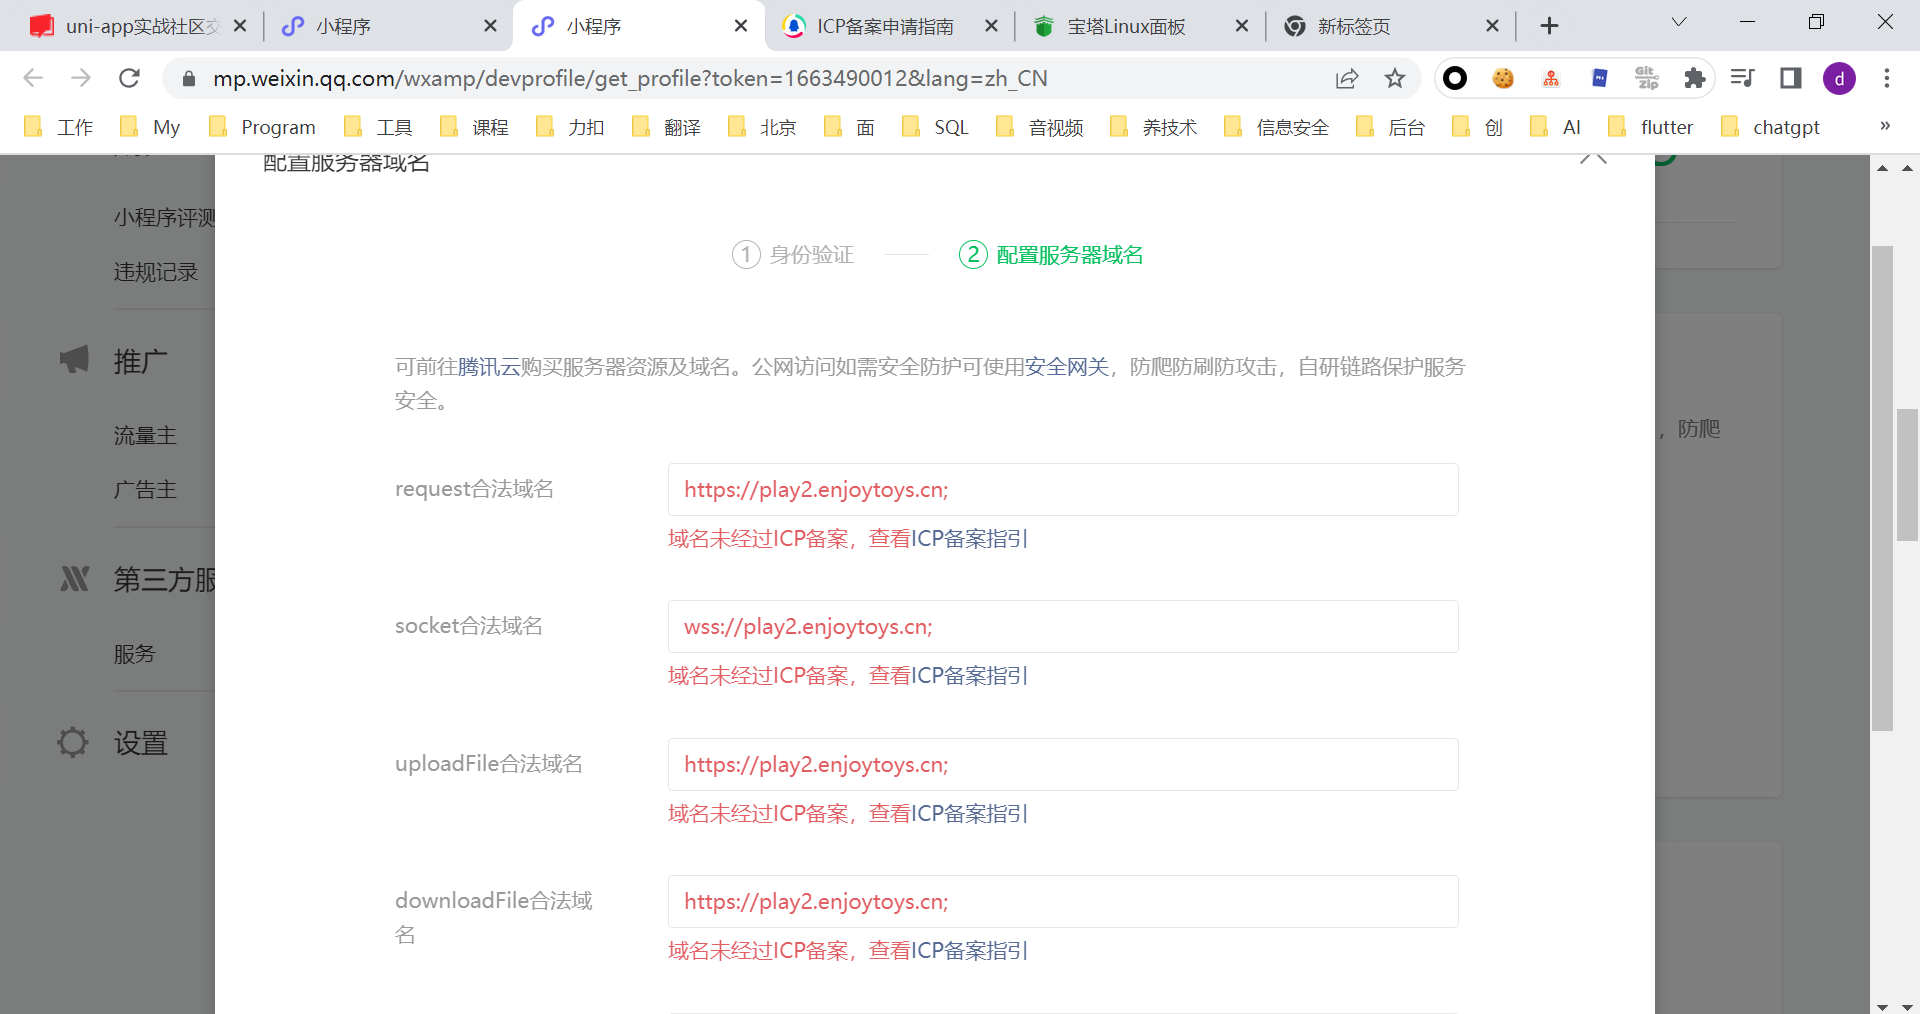 uni-app实战社区交
小程序
小程序
ICP备案申请指南
宝塔Linux面板
新标签页
mp.weixin.qq.com/wxamp/devprofile/get_profile?token=1663490012&lang=zh_CN
Git Zip
d
工作
My
Program
工具
课程
力扣
翻译
北京
面
SQL
音视频
养技术
信息安全
后台
创
AI
flutter
chatgpt
»
配置服务器域名
小程序评测
违规记录
推广
流量主
广告主
第三方服
服务
设置
1 身份验证
2 配置服务器域名
可前往腾讯云购买服务器资源及域名。公网访问如需安全防护可使用安全网关，防爬防刷防攻击，自研链路保护服务
安全。
，防爬
request合法域名
https://play2.enjoytoys.cn;
域名未经过ICP备案，查看ICP备案指引
socket合法域名
wss://play2.enjoytoys.cn;
域名未经过ICP备案，查看ICP备案指引
uploadFile合法域名
https://play2.enjoytoys.cn;
域名未经过ICP备案，查看ICP备案指引
downloadFile合法域
名
https://play2.enjoytoys.cn;
域名未经过ICP备案，查看ICP备案指引